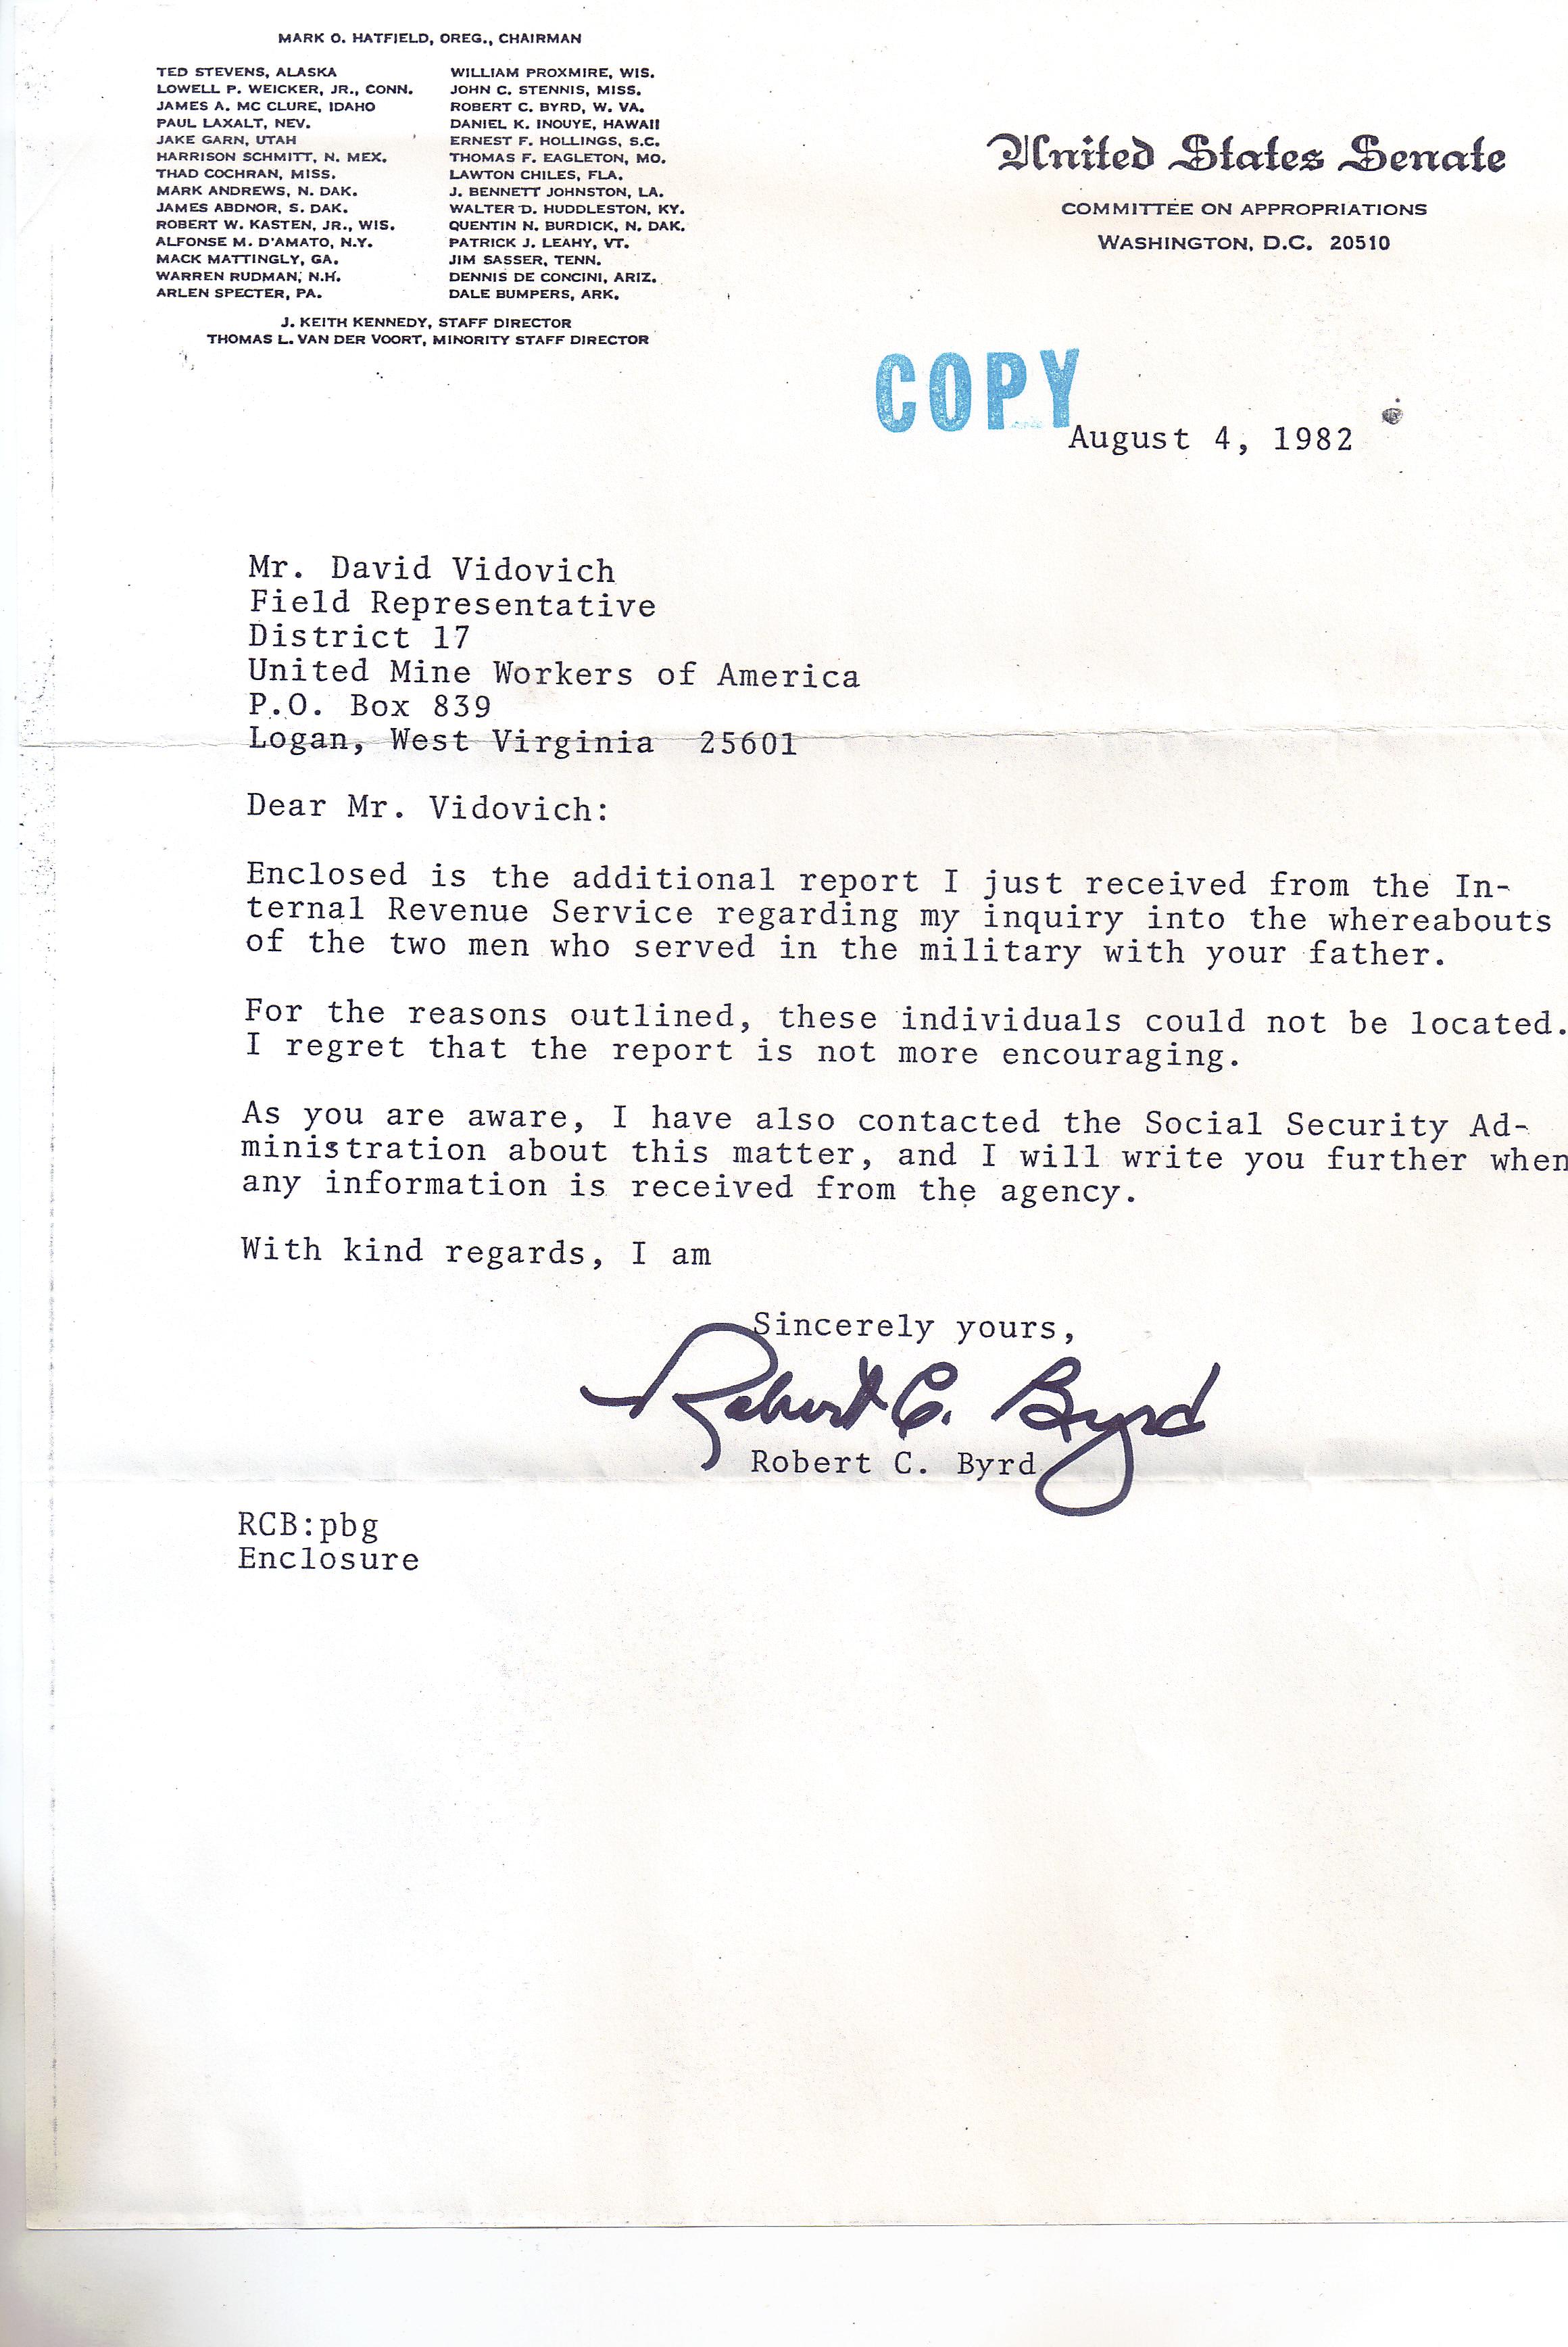 MARK O. HATFIELD, OREG., CHAIRMAN
TED STEVENS, ALASKA
LOWELL P. WEICKER, JR., CONN.
JAMES A. MC CLURE, IDAHO
PAUL LAXALT, NEV.
JAKE GARN, UTAH
HARRISON SCHMITT, N. MEX.
THAD COCHRAN, MISS.
MARK ANDREWS, N. DAK.
JAMES ABDNOR, S. DAK.
ROBERT W. KASTEN, JR., WIS.
ALFONSE M. D'AMATO, N.Y.
MACK MATTINGLY, GA.
WARREN RUDMAN, N.H.
ARLEN SPECTER, PA.
WILLIAM PROXMIRE, WIS.
JOHN C. STENNIS, MISS.
ROBERT C. BYRD, W. VA.
DANIEL K. INOUYE, HAWAII
ERNEST F. HOLLINGS, S.C.
THOMAS F. EAGLETON, MO.
LAWTON CHILES, FLA.
J. BENNETT JOHNSTON, LA.
WALTER D. HUDDLESTON, KY.
QUENTIN N. BURDICK, N. DAK.
PATRICK J. LEAHY, VT.
JIM SASSER, TENN.
DENNIS DE CONCINI, ARIZ.
DALE BUMPERS, ARK.
J. KEITH KENNEDY, STAFF DIRECTOR
THOMAS L. VAN DER VOORT, MINORITY STAFF DIRECTOR
United States Senate
COMMITTEE ON APPROPRIATIONS
WASHINGTON, D.C. 20510
COPY
August 4, 1982
Mr. David Vidovich
Field Representative
District 17
United Mine Workers of America
P.O. Box 839
Logan, West Virginia 25601
Dear Mr. Vidovich:
Enclosed is the additional report I just received from the In-
ternal Revenue Service regarding my inquiry into the whereabouts
of the two men who served in the military with your father.
For the reasons outlined, these individuals could not be located.
I regret that the report is not more encouraging.
As you are aware, I have also contacted the Social Security Ad-
ministration about this matter, and I will write you further when
any information is received from the agency.
With kind regards, I am
Sincerely yours,
Robert C. Byrd
Robert C. Byrd
RCB:pbg
Enclosure